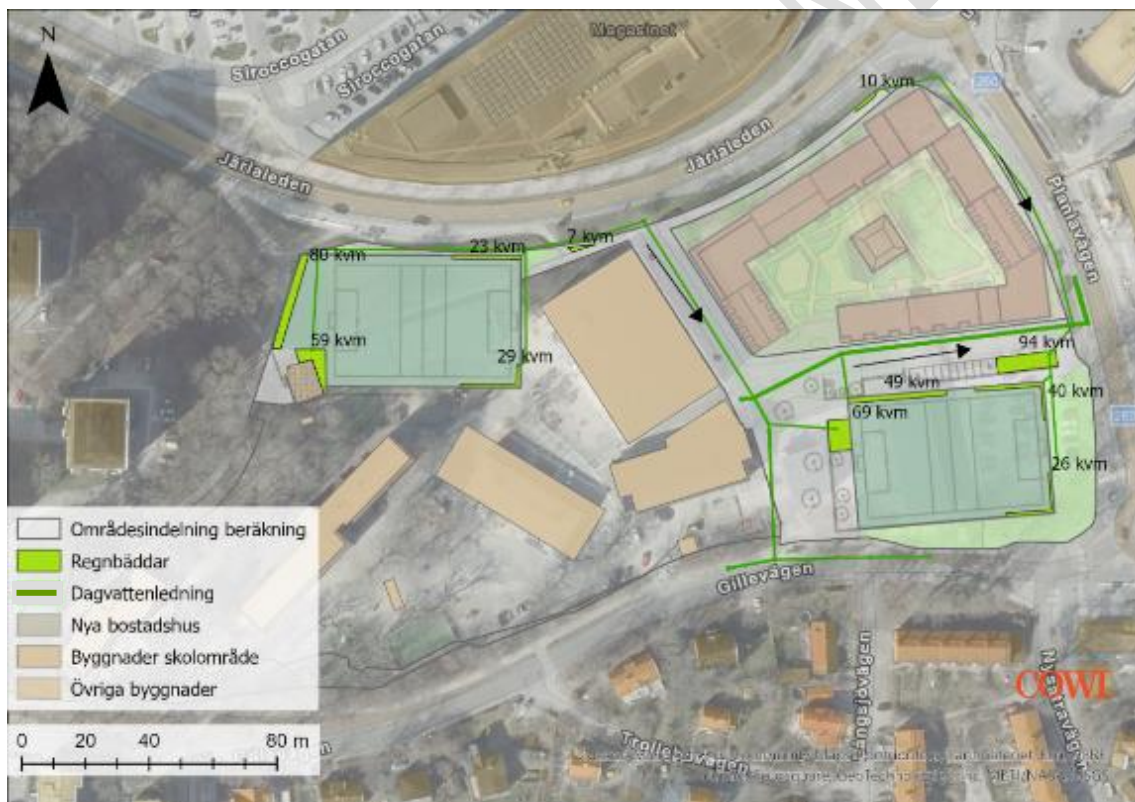 N
Siroccogatan
Siroccogatan
Magasinet
10 kvm
260
Järlaleden
Järlaleden
Planiavägen
80 kvm
23 kvm
7 kvm
59 kvm
29 kvm
94 kvm
49 kvm
40 kvm
69 kvm
26 kvm
Gillevägen
Områdesindelning beräkning
Regnbäddar
Dagvattenledning
Nya bostadshus
Byggnader skolområde
Övriga byggnader
COWI
0 20 40 80 m